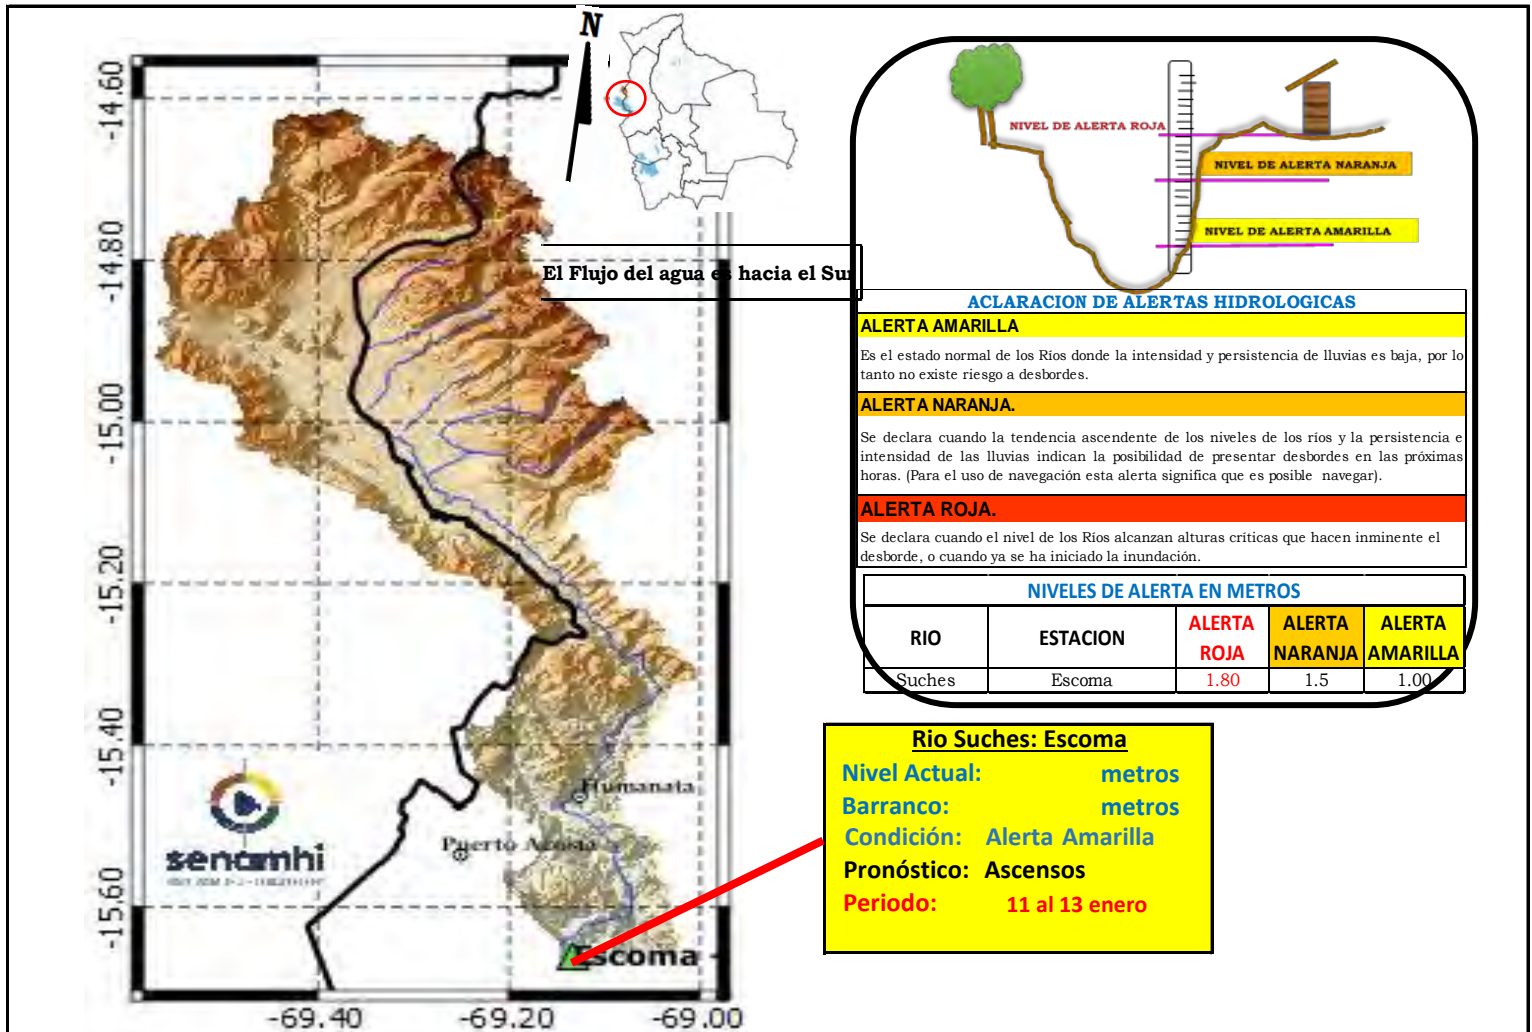 N
-14.60
-14.80
-15.00
-15.20
-15.40
-15.60
-69.40
-69.20
-69.00
El Flujo del agua es hacia el Sur
Humanata
Puerto Acosta
Escoma
senamhi
NIVEL DE ALERTA ROJA
NIVEL DE ALERTA NARANJA
NIVEL DE ALERTA AMARILLA
ACLARACION DE ALERTAS HIDROLOGICAS
ALERTA AMARILLA
Es el estado normal de los Ríos donde la intensidad y persistencia de lluvias es baja, por lo
tanto no existe riesgo a desbordes.
ALERTA NARANJA.
Se declara cuando la tendencia ascendente de los niveles de los ríos y la persistencia e
intensidad de las lluvias indican la posibilidad de presentar desbordes en las próximas
horas. (Para el uso de navegación esta alerta significa que es posible navegar).
ALERTA ROJA.
Se declara cuando el nivel de los Ríos alcanzan alturas críticas que hacen inminente el
desborde, o cuando ya se ha iniciado la inundación.
NIVELES DE ALERTA EN METROS
RIO ESTACION ALERTA ROJA ALERTA NARANJA ALERTA AMARILLA
Suches Escoma 1.80 1.5 1.00
Rio Suches: Escoma
Nivel Actual: metros
Barranco: metros
Condición: Alerta Amarilla
Pronóstico: Ascensos
Periodo: 11 al 13 enero